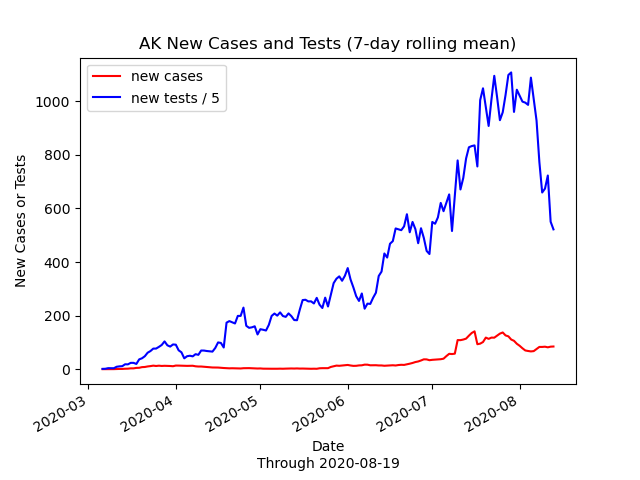 AK New Cases and Tests (7-day rolling mean)
new cases
new tests / 5
New Cases or Tests
1000
800
600
400
200
0
2020-03
2020-04
2020-05
2020-06
2020-07
2020-08
Date
Through 2020-08-19